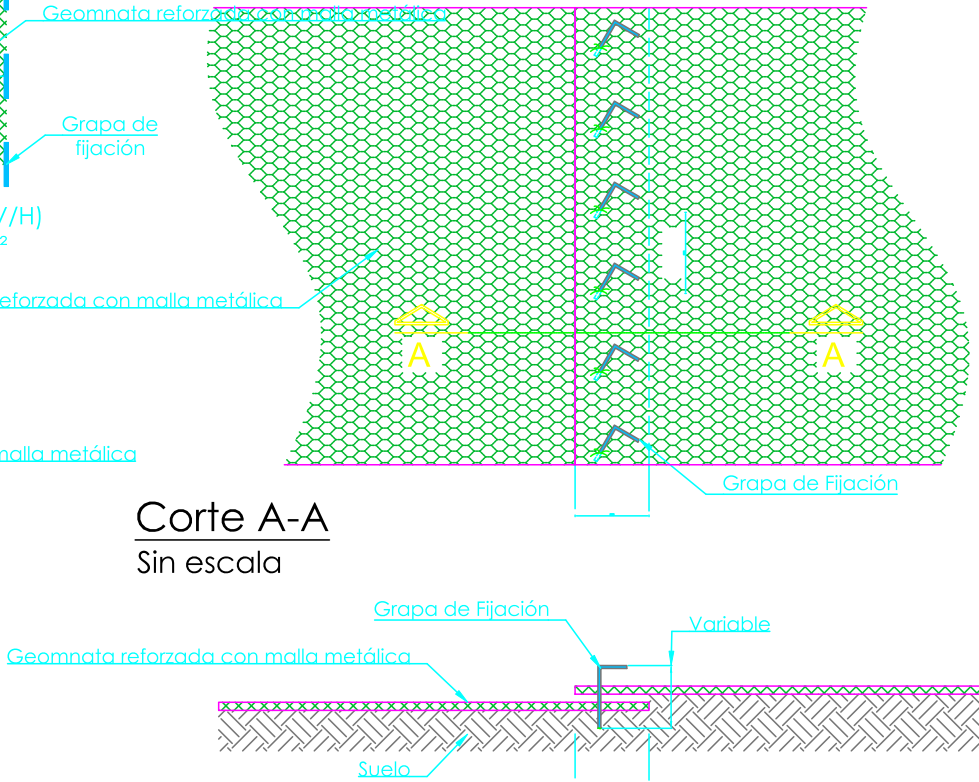 Geomnata reforzada con malla metálica
Grapa de
fijación
/H)
2
reforzada con malla metálica
A
A
malla metálica
Grapa de Fijación
Corte A-A
Sin escala
Grapa de Fijación
Variable
Geomnata reforzada con malla metálica
Suelo